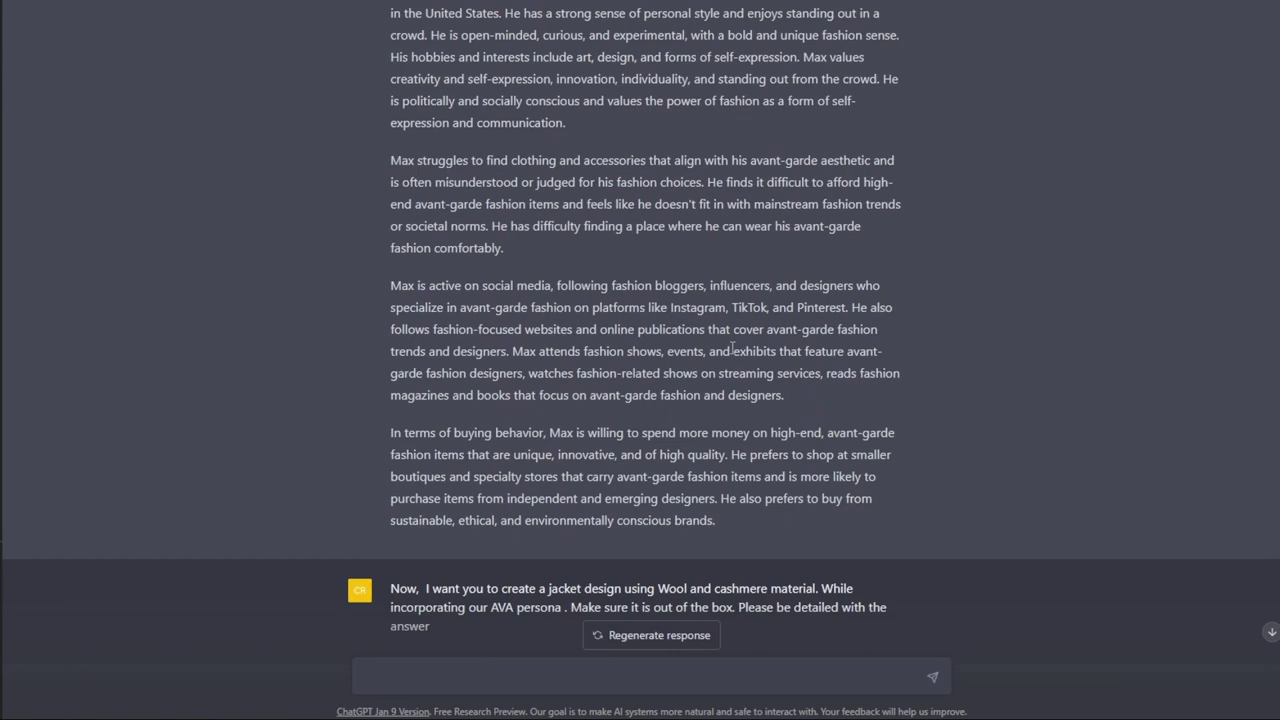 in the United States. He has a strong sense of personal style and enjoys standing out in a
crowd. He is open-minded, curious, and experimental, with a bold and unique fashion sense.
His hobbies and interests include art, design, and forms of self-expression. Max values
creativity and self-expression, innovation, individuality, and standing out from the crowd. He
is politically and socially conscious and values the power of fashion as a form of self-
expression and communication.
Max struggles to find clothing and accessories that align with his avant-garde aesthetic and
is often misunderstood or judged for his fashion choices. He finds it difficult to afford high-
end avant-garde fashion items and feels like he doesn't fit in with mainstream fashion trends
or societal norms. He has difficulty finding a place where he can wear his avant-garde
fashion comfortably.
Max is active on social media, following fashion bloggers, influencers, and designers who
specialize in avant-garde fashion on platforms like Instagram, TikTok, and Pinterest. He also
follows fashion-focused websites and online publications that cover avant-garde fashion
trends and designers. Max attends fashion shows, events, and exhibits that feature avant-
garde fashion designers, watches fashion-related shows on streaming services, reads fashion
magazines and books that focus on avant-garde fashion and designers.
In terms of buying behavior, Max is willing to spend more money on high-end, avant-garde
fashion items that are unique, innovative, and of high quality. He prefers to shop at smaller
boutiques and specialty stores that carry avant-garde fashion items and is more likely to
purchase items from independent and emerging designers. He also prefers to buy from
sustainable, ethical, and environmentally conscious brands.
CR
Now,  I want you to create a jacket design using Wool and cashmere material. While
incorporating our AVA persona . Make sure it is out of the box. Please be detailed with the
answer
Regenerate response
ChatGPT Jan 9 Version. Free Research Preview. Our goal is to make AI systems more natural and safe to interact with. Your feedback will help us improve.